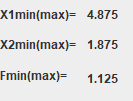 X1min(max)= 4.875
X2min(max)= 1.875
Fmin(max)= 1.125